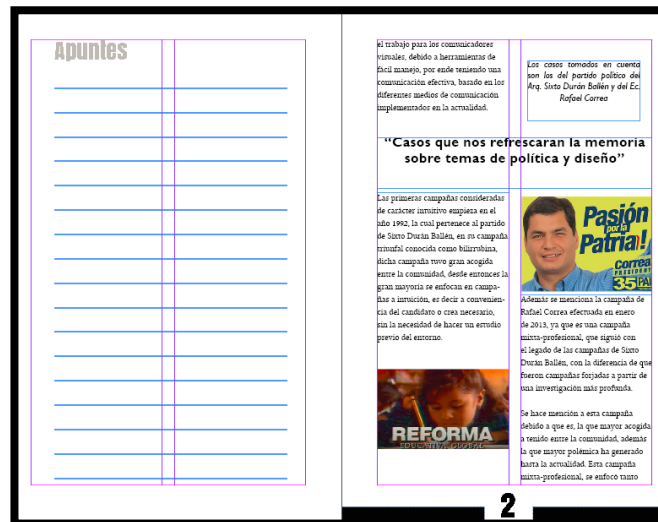 Apuntes
el trabajo para los comunicadores
visuales, debido a herramientas de
fácil manejo, por ende teniendo una
comunicación efectiva, basado en los
diferentes medios de comunicación
implementados en la actualidad.
Los casos tomados en cuenta
son los del partido político del
Arq. Sixto Durán Ballén y del Ec.
Rafael Correa
“Casos que nos refrescaran la memoria
sobre temas de política y diseño”
Las primeras campañas consideradas
de carácter intuitivo empieza en el
año 1992, la cual pertenece al partido
de Sixto Durán Ballén, en su campaña
triunfal conocida como bilirrubina,
dicha campaña tuvo gran acogida
entre la comunidad, desde entonces la
gran mayoría se enfocan en campa-
ñas a intuición, es decir a convenien-
cia del candidato o crea necesario,
sin la necesidad de hacer un estudio
previo del entorno.
REFORMA
EDUCATIVA GLOBAL
Pasión
por la
Patria!
Correa
PRESIDENTE
35 PA
Además se menciona la campaña de
Rafael Correa efectuada en enero
de 2013, ya que es una campaña
mixta-profesional, que siguió con
el legado de las campañas de Sixto
Durán Ballén, con la diferencia de que
fueron campañas forjadas a partir de
una investigación más profunda.
Se hace mención a esta campaña
debido a que es, la que mayor acogida
a tenido entre la comunidad, además
la que mayor polémica ha generado
hasta la actualidad. Esta campaña
mixta-profesional, se enfocó tanto
2